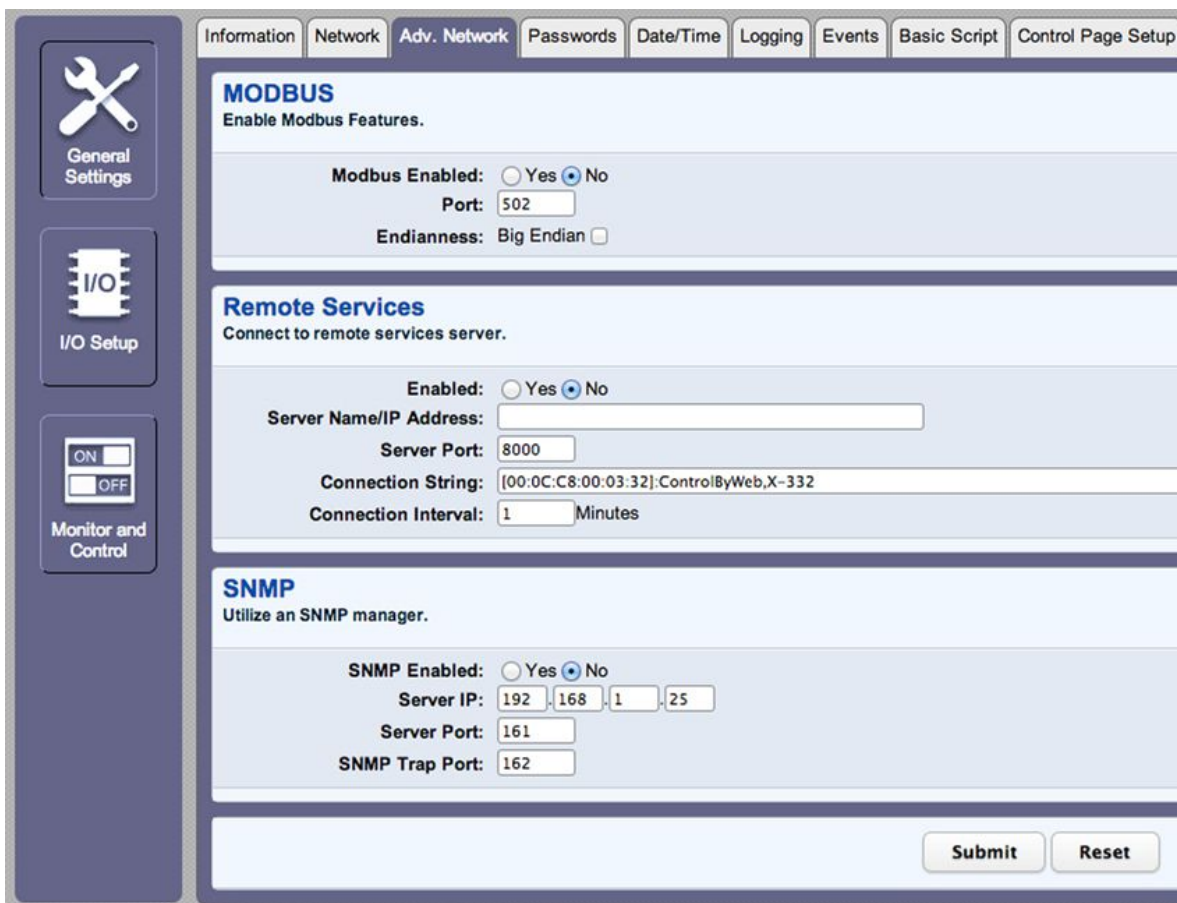 Information Network Adv. Network Passwords Date/Time Logging Events Basic Script Control Page Setup
General
Settings
I/O
I/O Setup
ON
OFF
Monitor and
Control
MODBUS
Enable Modbus Features.
Modbus Enabled: Yes No
Port: 502
Endianness: Big Endian
Remote Services
Connect to remote services server.
Enabled: Yes No
Server Name/IP Address:
Server Port: 8000
Connection String: [00:0C:C8:00:03:32]:ControlByWeb,X-332
Connection Interval: 1 Minutes
SNMP
Utilize an SNMP manager.
SNMP Enabled: Yes No
Server IP: 192 . 168 . 1 . 25
Server Port: 161
SNMP Trap Port: 162
Submit Reset